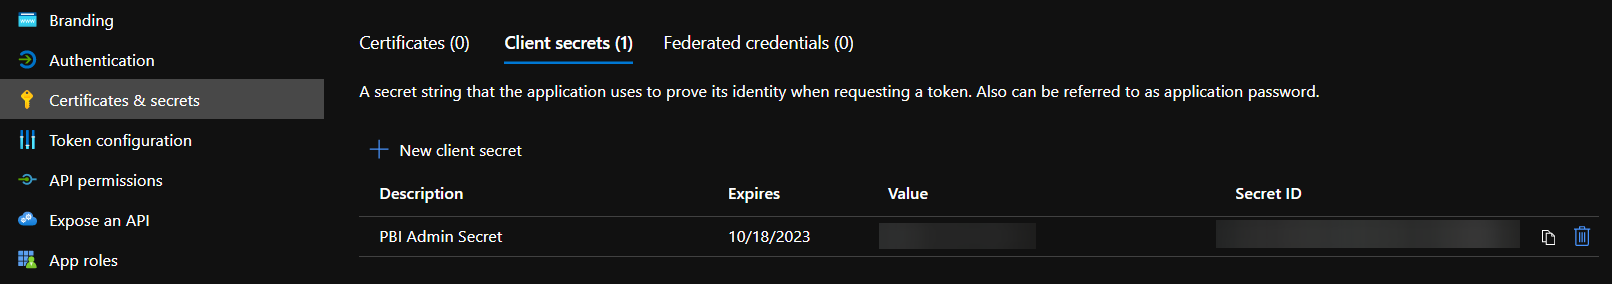 Branding
Authentication
Certificates & secrets
Token configuration
API permissions
Expose an API
App roles
Certificates (0) Client secrets (1) Federated credentials (0)
A secret string that the application uses to prove its identity when requesting a token. Also can be referred to as application password.
New client secret
Description Expires Value Secret ID
PBI Admin Secret 10/18/2023